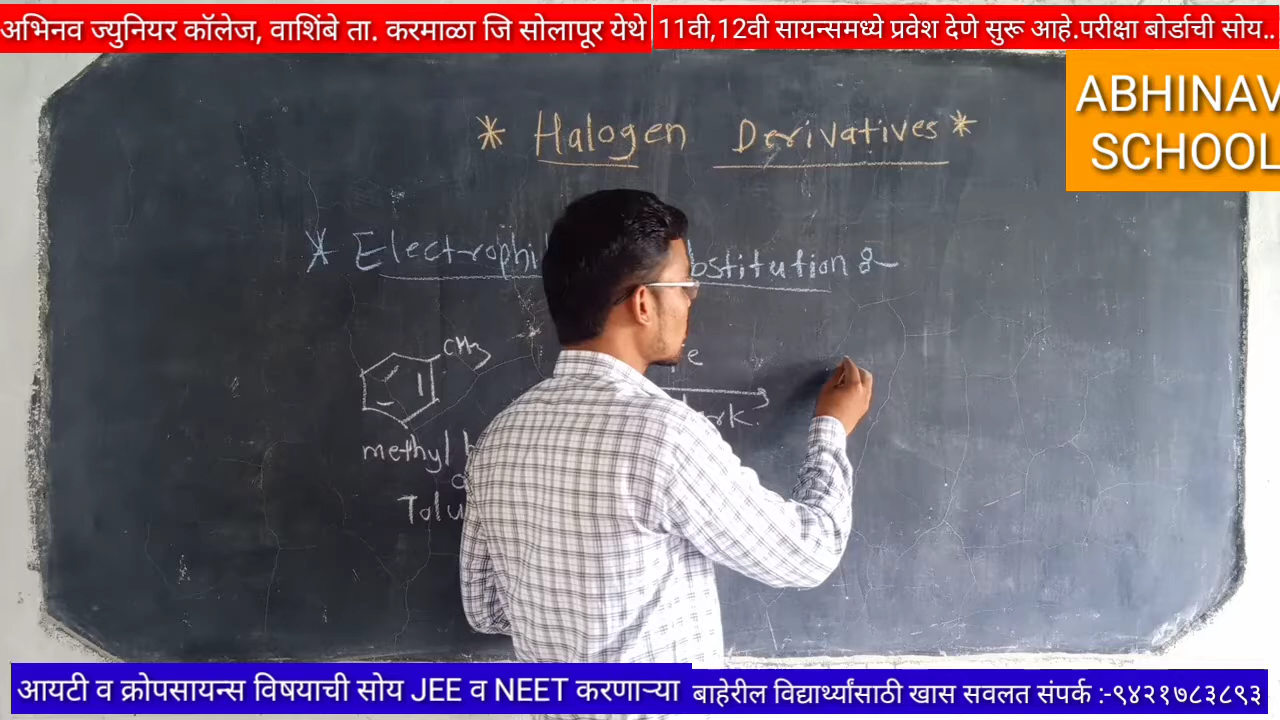 अभिनव ज्युनियर कॉलेज, वाशिंबे ता. करमाळा जि सोलापूर येथे
11वी,12वी सायन्समध्ये प्रवेश देणे सुरू आहे.परीक्षा बोर्डाची सोय..
ABHINAV
SCHOOL
* Halogen Derivatives *
* Electrophi bstitution :-
CH3
e
methyl
Tolu
आयटी व क्रोपसायन्स विषयाची सोय JEE व NEET करणाऱ्या
बाहेरील विद्यार्थ्यांसाठी खास सवलत संपर्क :-९४२१७८३८९३